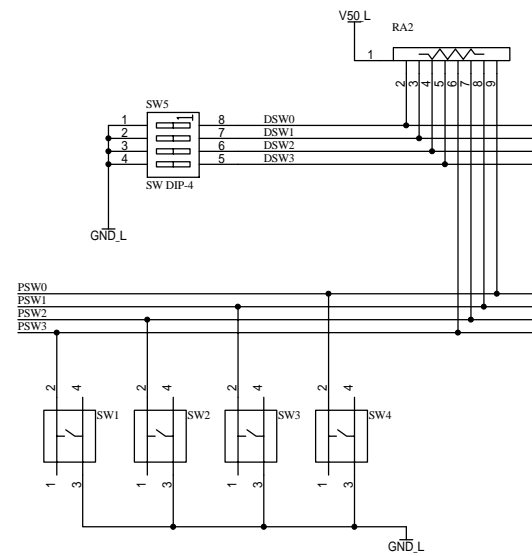 V50_L
RA2
1
2 3 4 5 6 7 8 9
SW5
1
1 8 DSW0
2 7 DSW1
3 6 DSW2
4 5 DSW3
SW DIP-4
GND_L
PSW0
PSW1
PSW2
PSW3
2 4 2 4 2 4 2 4
SW1 SW2 SW3 SW4
1 3 1 3 1 3 1 3
GND_L